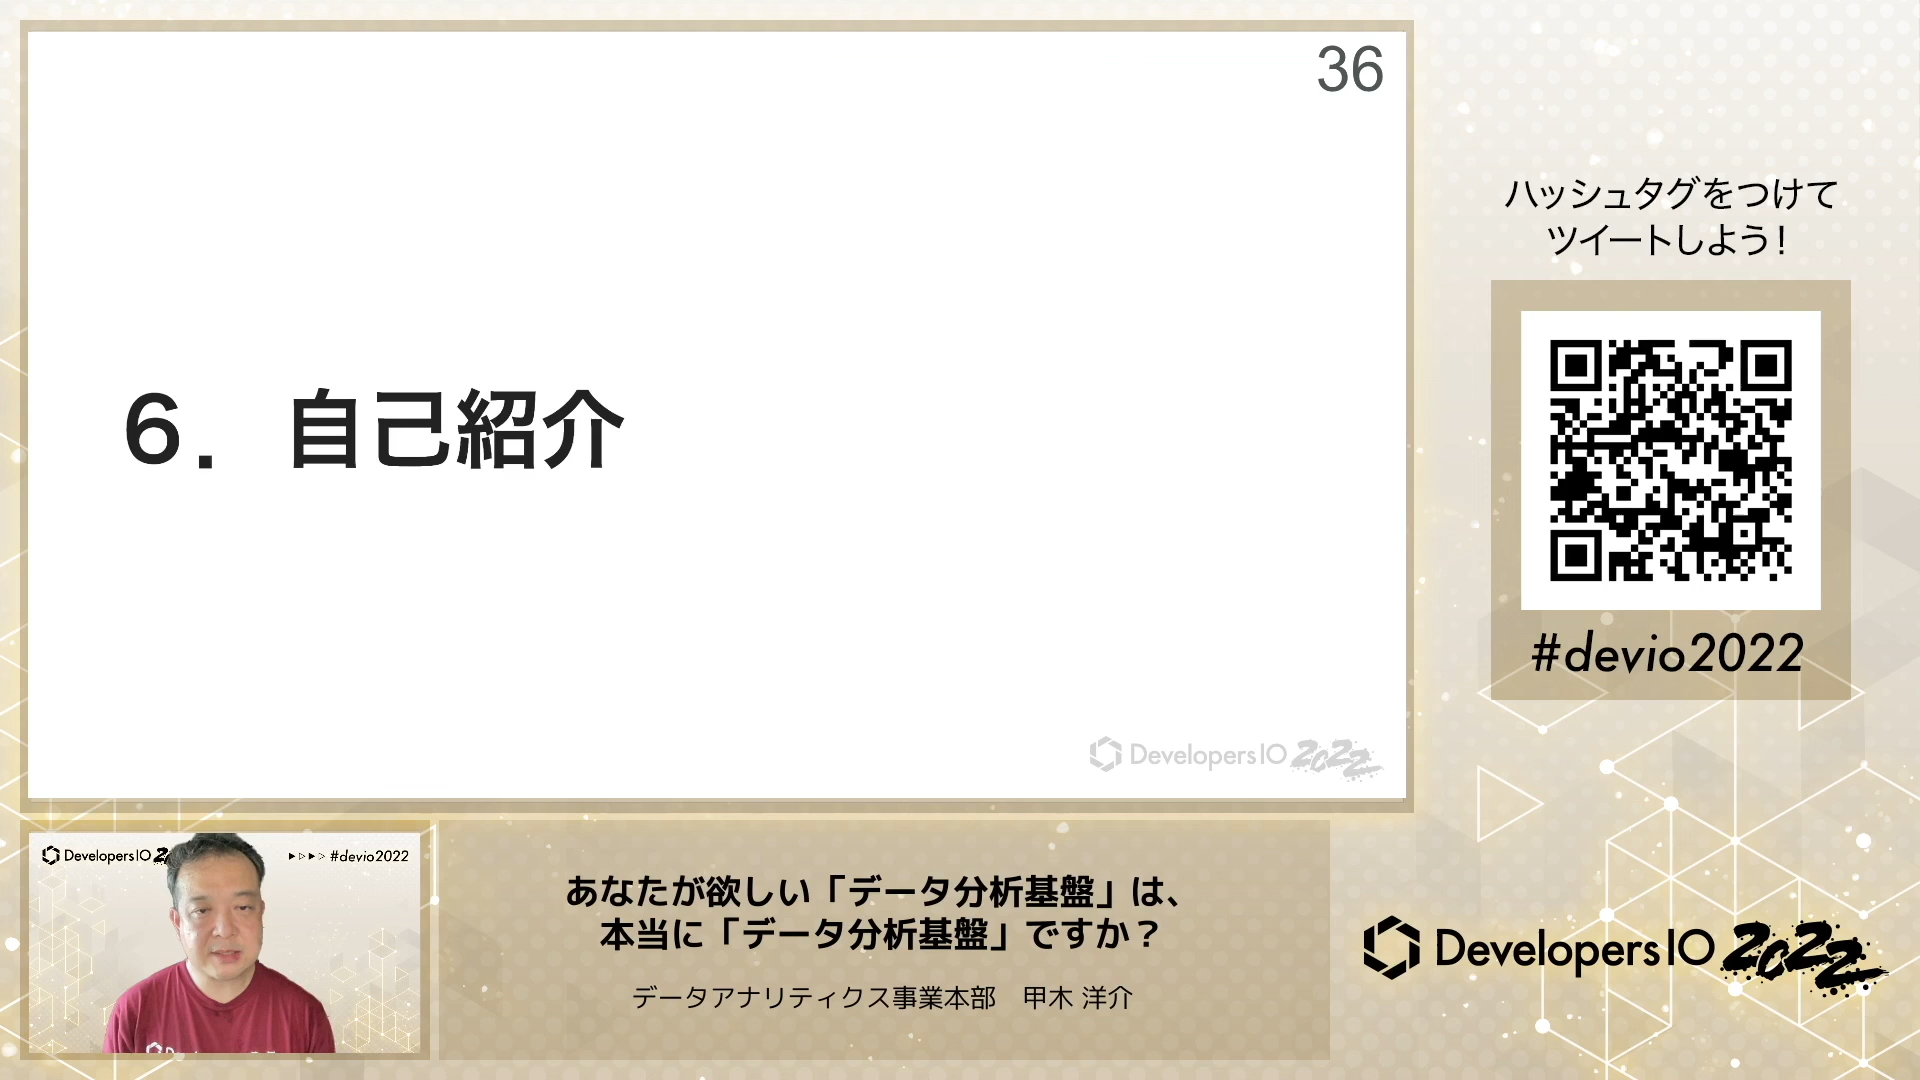 36
6. 自己紹介
DevelopersIO 2022
ハッシュタグをつけて
ツイートしよう!
#devio2022
DevelopersIO
▶▷▶▷ #devio2022
あなたが欲しい「データ分析基盤」は、
本当に「データ分析基盤」ですか？
データアナリティクス事業本部 甲木 洋介
DevelopersIO 2022